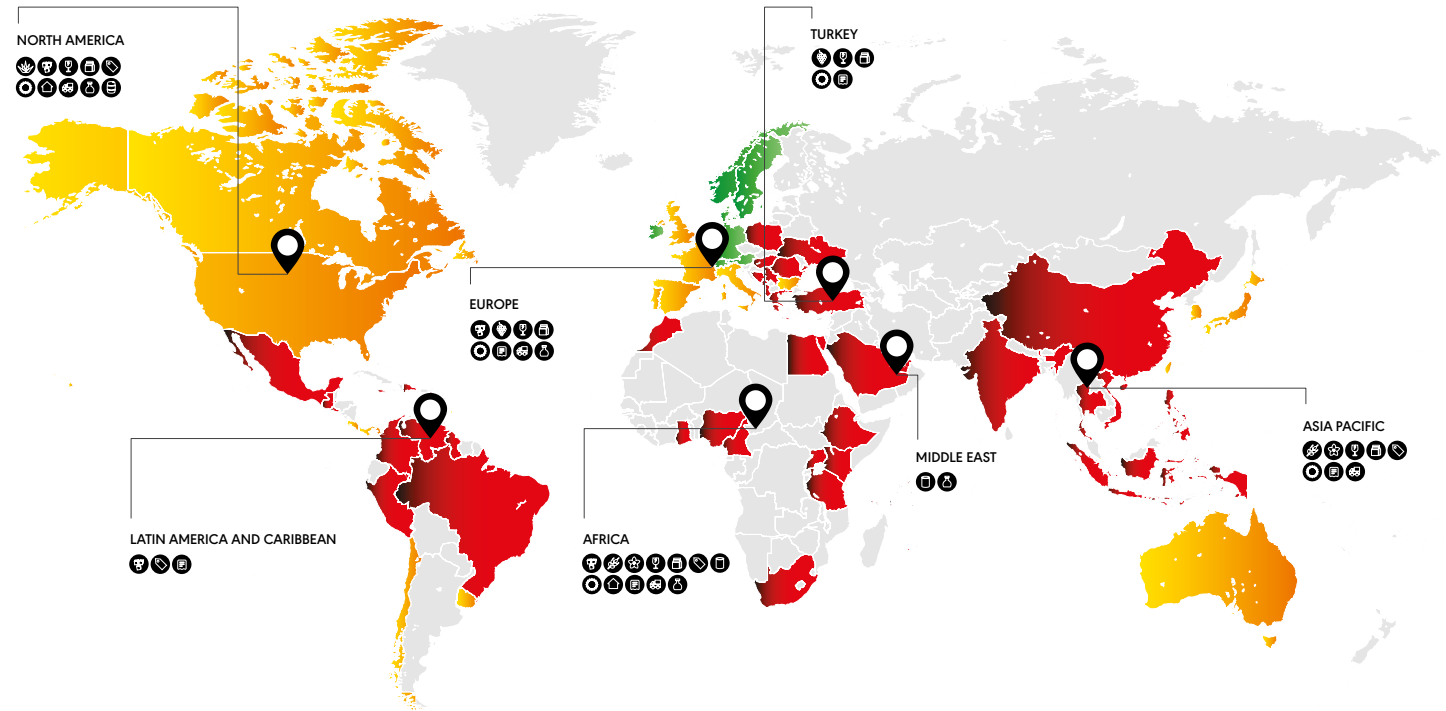 NORTH AMERICA
TURKEY
EUROPE
LATIN AMERICA AND CARIBBEAN
AFRICA
MIDDLE EAST
ASIA PACIFIC